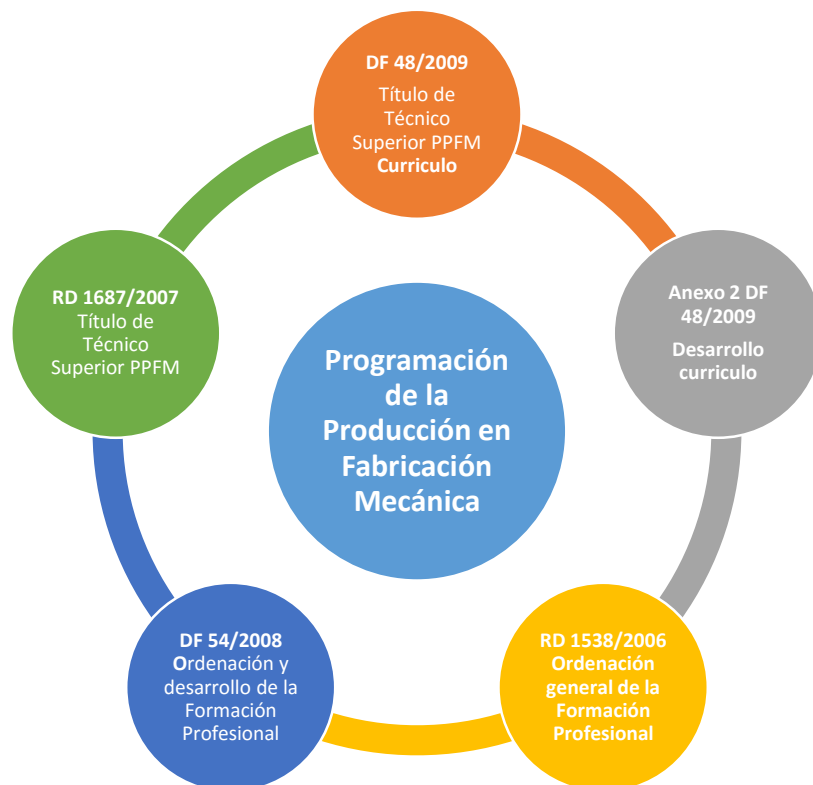 DF 48/2009
Título de
Técnico
Superior PPFM
Curriculo
Anexo 2 DF
48/2009
Desarrollo
curriculo
RD 1538/2006
Ordenación
general de la
Formación
Profesional
DF 54/2008
Ordenación y
desarrollo de la
Formación
Profesional
RD 1687/2007
Título de
Técnico
Superior PPFM
Programación
de la
Producción en
Fabricación
Mecánica